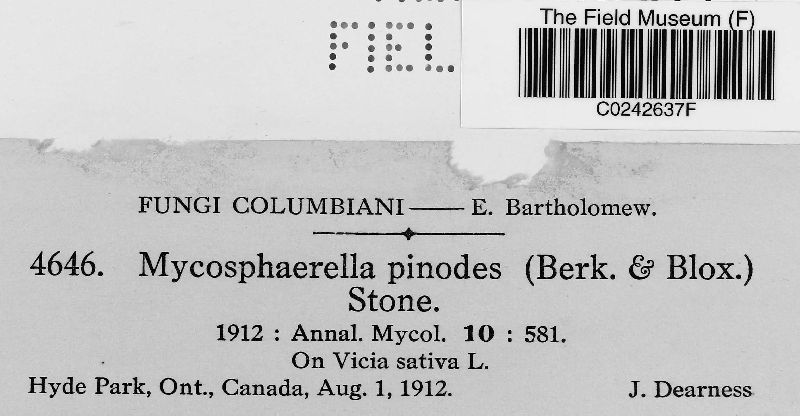 The Field Museum (F)
FIEL
C0242637F
FUNGI COLUMBIANI — E. Bartholomew.
4646. Mycosphaerella pinodes (Berk. & Blox.)
Stone.
1912 : Annal. Mycol. 10 : 581.
On Vicia sativa L.
Hyde Park, Ont., Canada, Aug. 1, 1912. J. Dearness